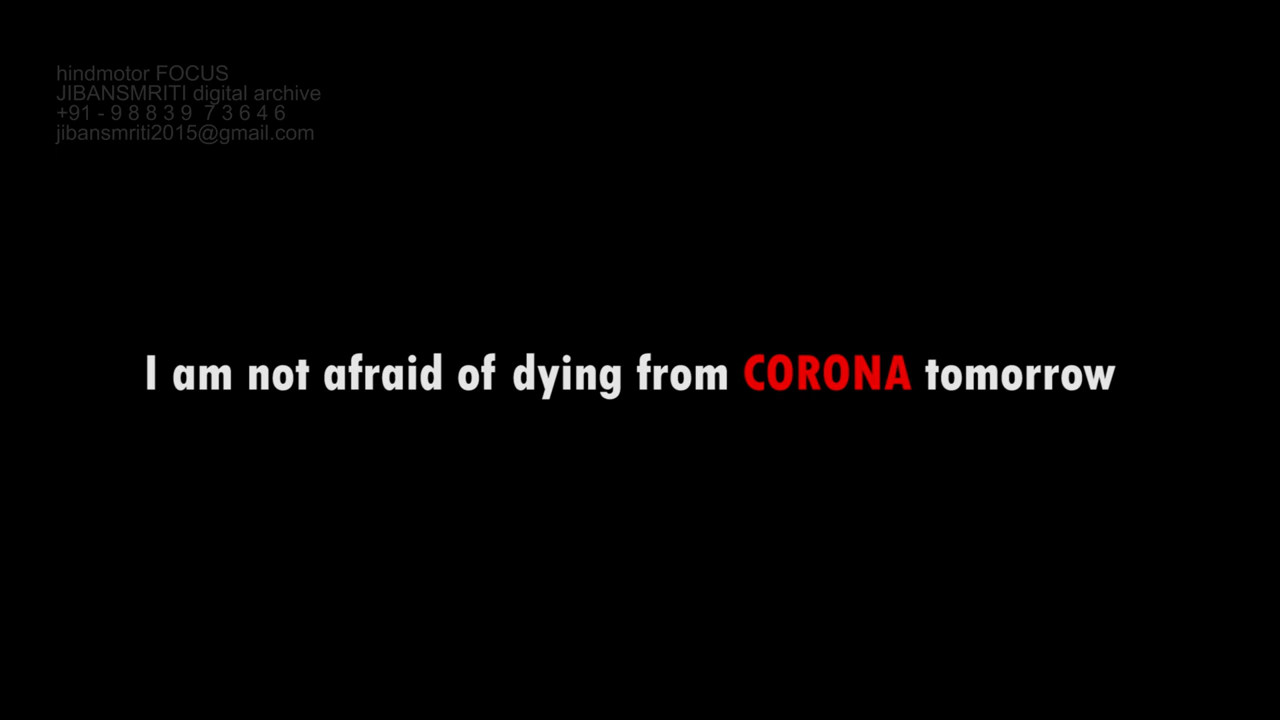 hindmotor FOCUS
JIBANSMRITI digital archive
+91 - 9 8 8 3 9 7 3 6 4 6
jibansmriti2015@gmail.com
I am not afraid of dying from CORONA tomorrow